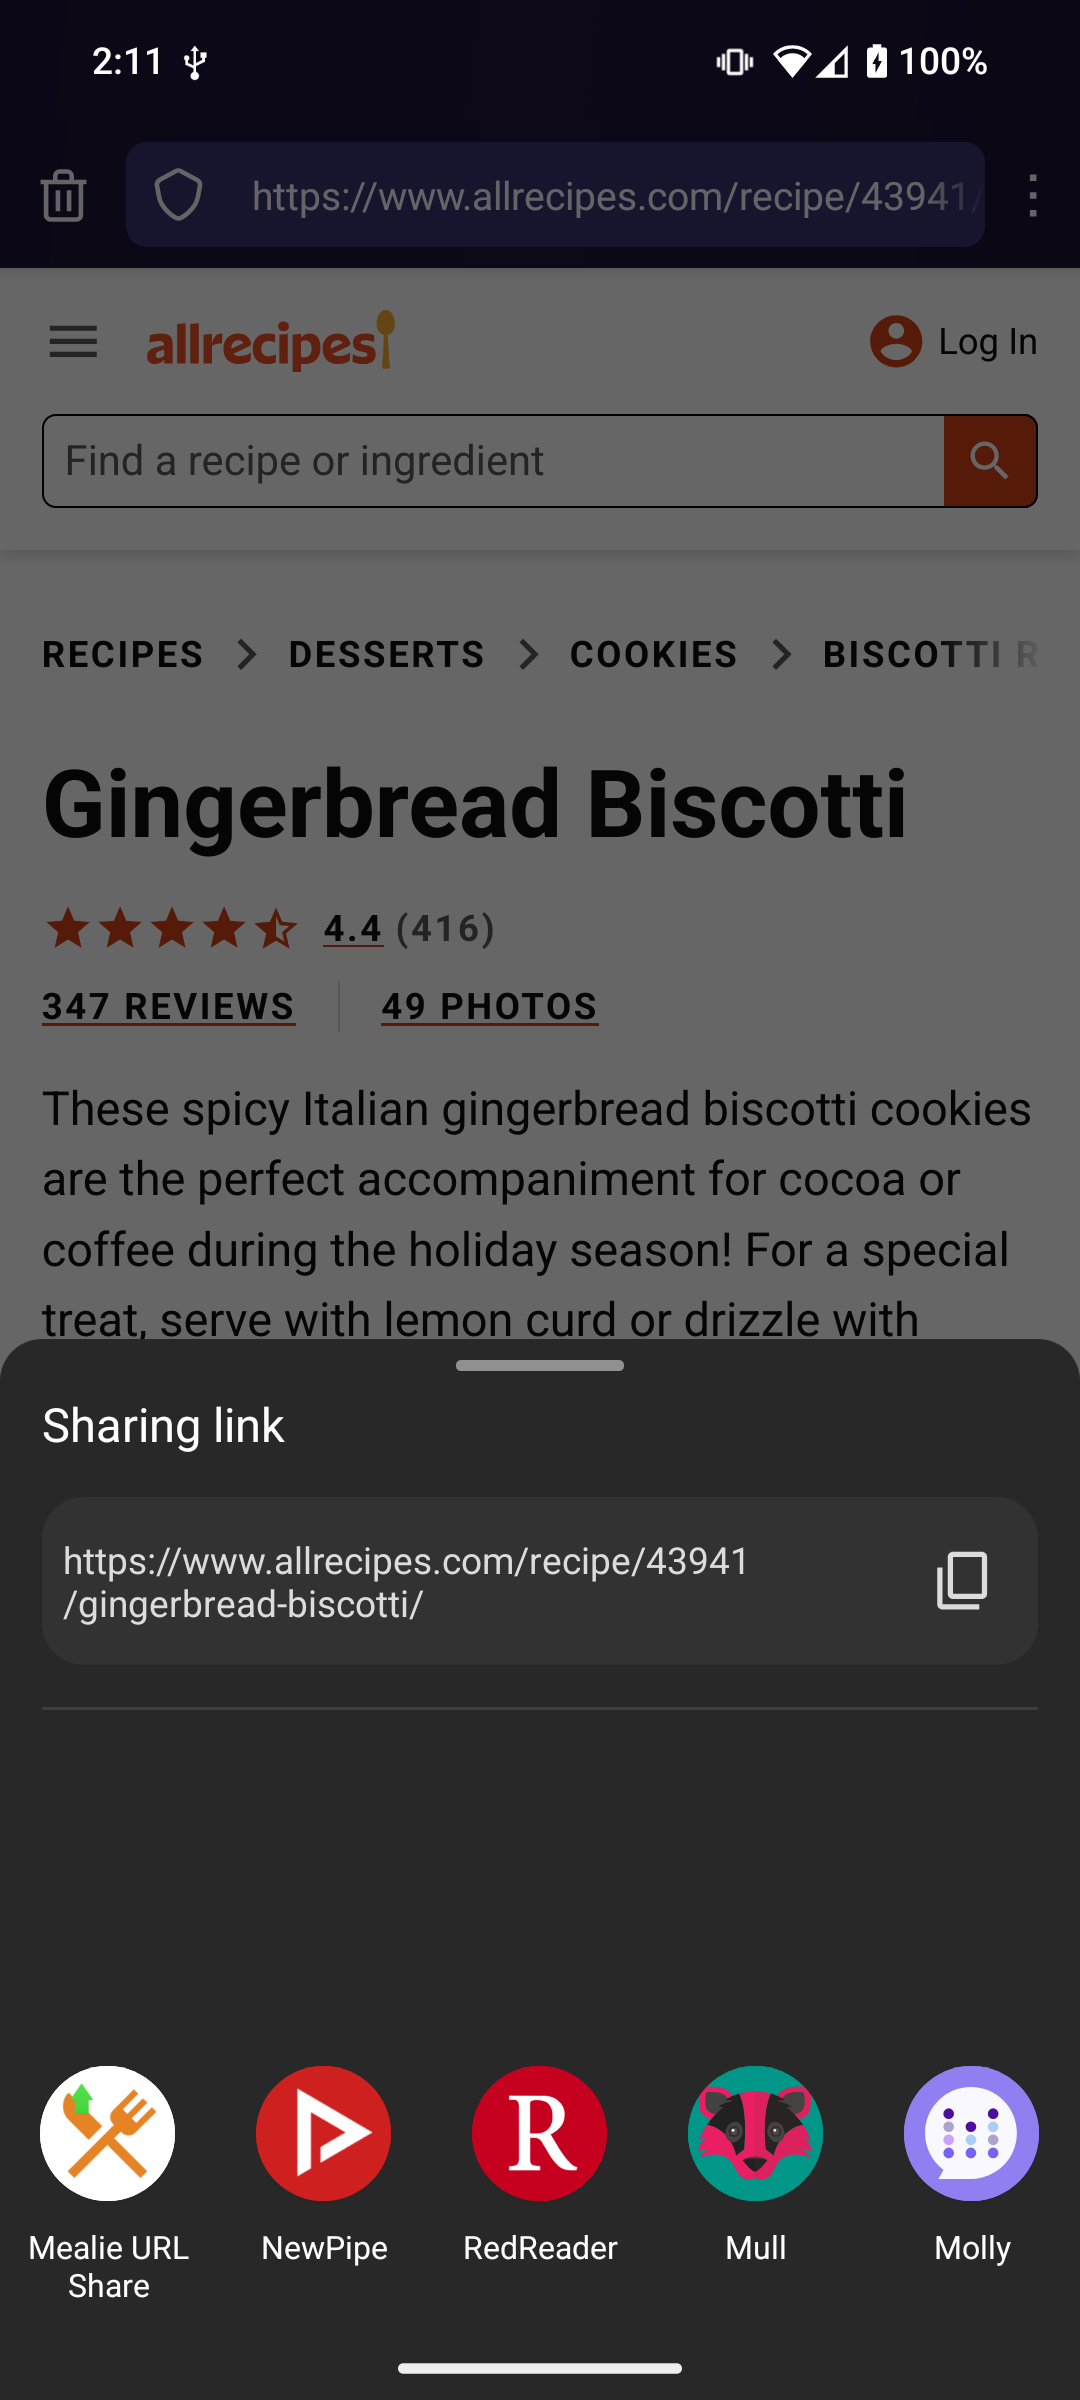 2:11
100%
https://www.allrecipes.com/recipe/43941/
allrecipes
Log In
Find a recipe or ingredient
RECIPES > DESSERTS > COOKIES > BISCOTTI R
Gingerbread Biscotti
4.4 (416)
347 REVIEWS
49 PHOTOS
These spicy Italian gingerbread biscotti cookies
are the perfect accompaniment for cocoa or
coffee during the holiday season! For a special
treat, serve with lemon curd or drizzle with
Sharing link
https://www.allrecipes.com/recipe/43941
/gingerbread-biscotti/
R
Mealie URL
Share
NewPipe
RedReader
Mull
Molly